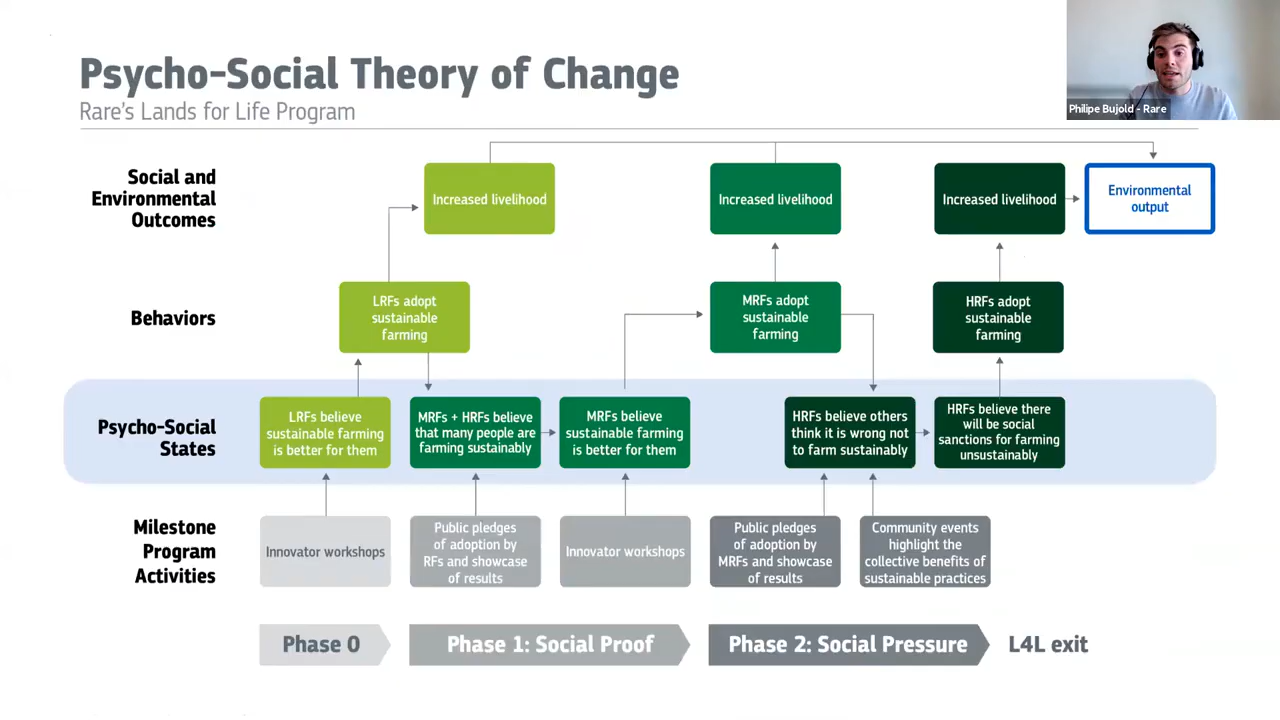 Psycho-Social Theory of Change
Rare's Lands for Life Program
Philipe Bujold - Rare
Social and
Environmental
Outcomes
Increased livelihood
Increased livelihood
Increased livelihood
Environmental
output
Behaviors
LRFs adopt
sustainable
farming
MRFs adopt
sustainable
farming
HRFs adopt
sustainable
farming
Psycho-Social
States
LRFs believe
sustainable farming
is better for them
MRFs + HRFs believe
that many people are
farming sustainably
MRFs believe
sustainable farming
is better for them
HRFs believe others
think it is wrong not
to farm sustainably
HRFs believe there
will be social
sanctions for farming
unsustainably
Milestone
Program
Activities
Innovator workshops
Public pledges
of adoption by
RFs and showcase
of results
Innovator workshops
Public pledges
of adoption by
MRFs and showcase
of results
Community events
highlight the
collective benefits of
sustainable practices
Phase 0
Phase 1: Social Proof
Phase 2: Social Pressure
L4L exit